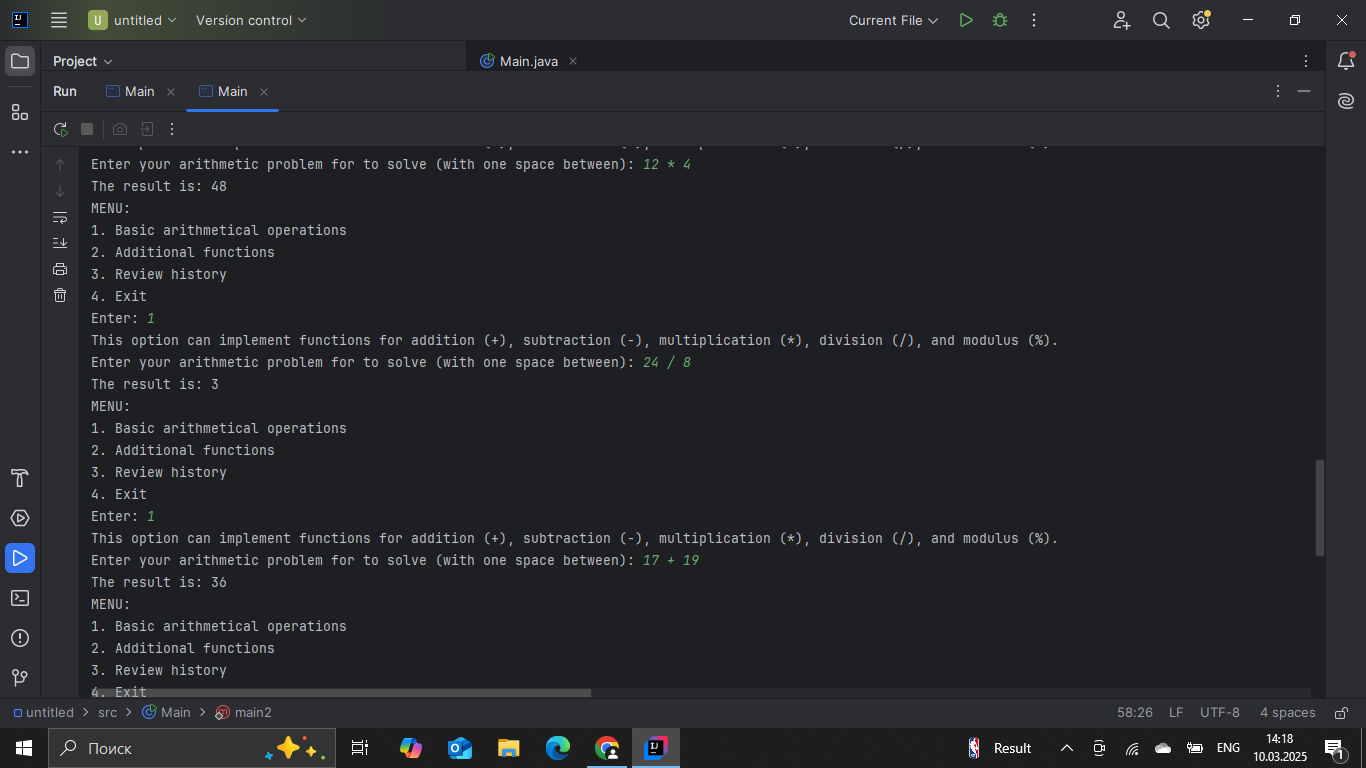 U untitled Version control Current File
Project Main.java
Run Main Main
Enter your arithmetic problem for to solve (with one space between): 12 * 4
The result is: 48
MENU:
1. Basic arithmetical operations
2. Additional functions
3. Review history
4. Exit
Enter: 1
This option can implement functions for addition (+), subtraction (-), multiplication (*), division (/), and modulus (%).
Enter your arithmetic problem for to solve (with one space between): 24 / 8
The result is: 3
MENU:
1. Basic arithmetical operations
2. Additional functions
3. Review history
4. Exit
Enter: 1
This option can implement functions for addition (+), subtraction (-), multiplication (*), division (/), and modulus (%).
Enter your arithmetic problem for to solve (with one space between): 17 + 19
The result is: 36
MENU:
1. Basic arithmetical operations
2. Additional functions
3. Review history
4. Exit
untitled > src > Main > main2 58:26 LF UTF-8 4 spaces
Поиск Result ENG 14:18
10.03.2025 1